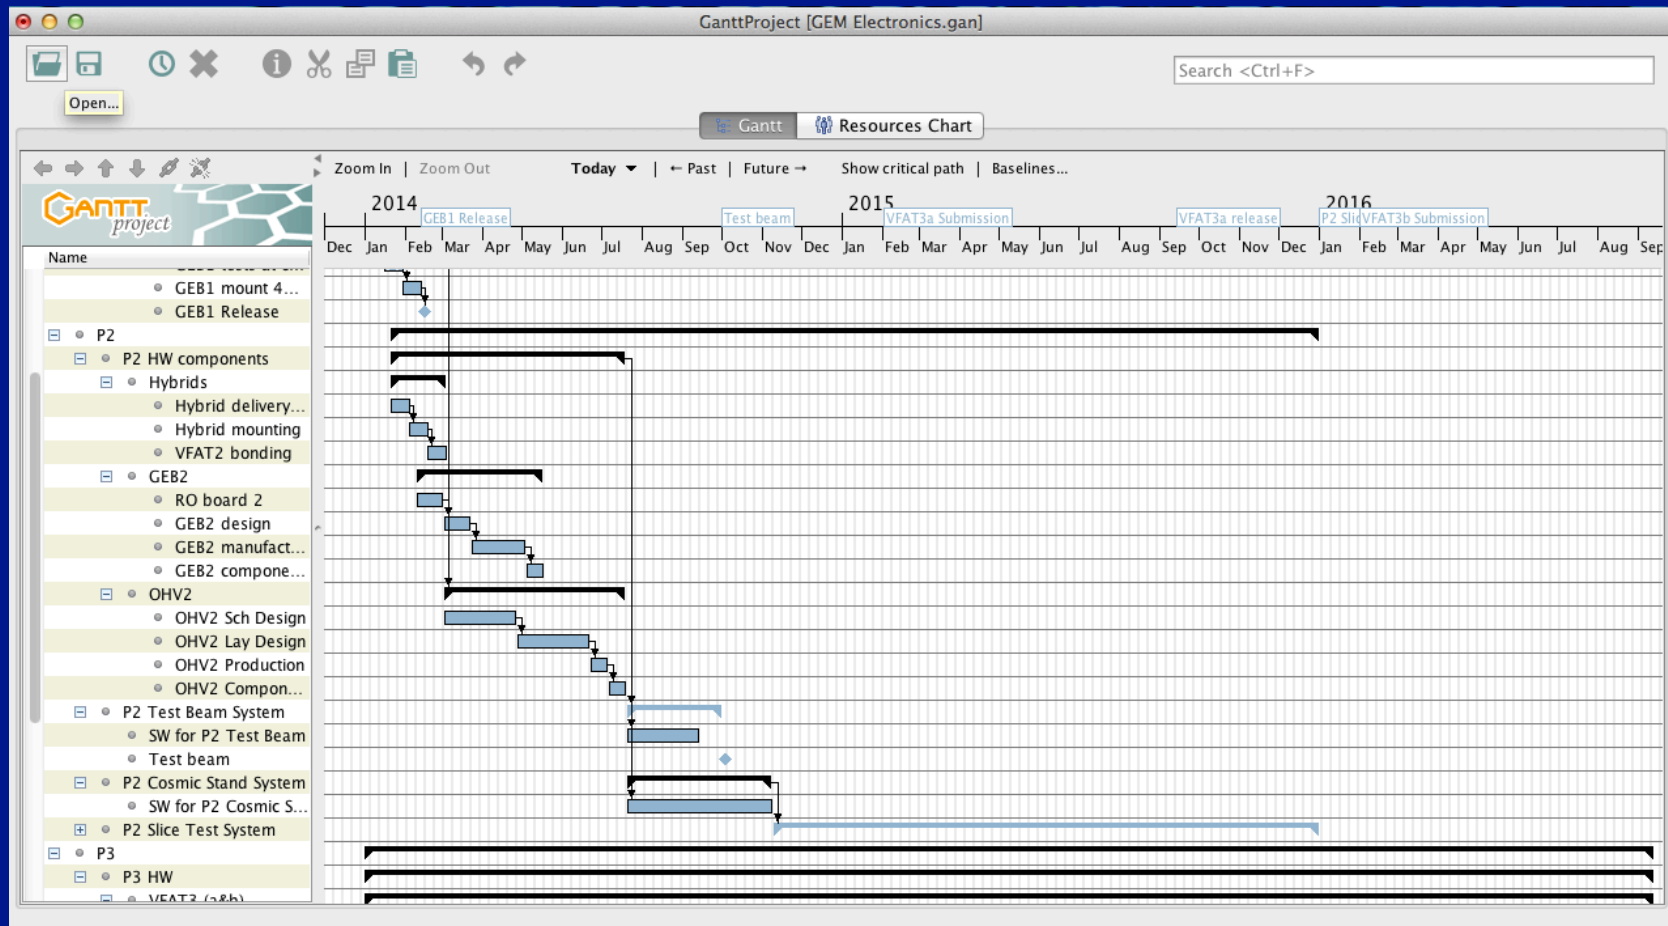 GanttProject [GEM Electronics.gan]
Search <Ctrl+F>
Open...
Gantt
Resources Chart
Zoom In | Zoom Out Today | ← Past | Future → Show critical path | Baselines...
GANTT project
2014 2015 2016
GEB1 Release Test beam VFAT3a Submission VFAT3a release P2 Slic VFAT3b Submission
Dec Jan Feb Mar Apr May Jun Jul Aug Sep Oct Nov Dec Jan Feb Mar Apr May Jun Jul Aug Sep Oct Nov Dec Jan Feb Mar Apr May Jun Jul Aug Sep
Name
GEB1 mount 4...
GEB1 Release
P2
P2 HW components
Hybrids
Hybrid delivery...
Hybrid mounting
VFAT2 bonding
GEB2
RO board 2
GEB2 design
GEB2 manufact...
GEB2 compone...
OHV2
OHV2 Sch Design
OHV2 Lay Design
OHV2 Production
OHV2 Compon...
P2 Test Beam System
SW for P2 Test Beam
Test beam
P2 Cosmic Stand System
SW for P2 Cosmic S...
P2 Slice Test System
P3
P3 HW
VFAT3 (a&b)